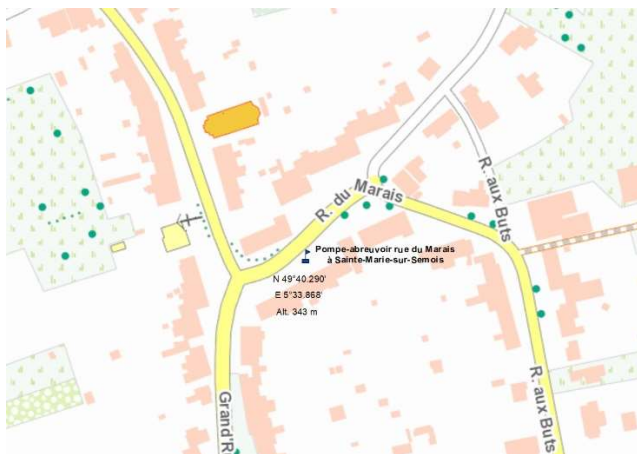 R. du Marais
R. aux Buts
Pompe-abreuvoir rue du Marais
à Sainte-Marie-sur-Semois
N 49°40.290'
E 5°33.868'
Alt. 343 m
Grand'R
R. aux Buts